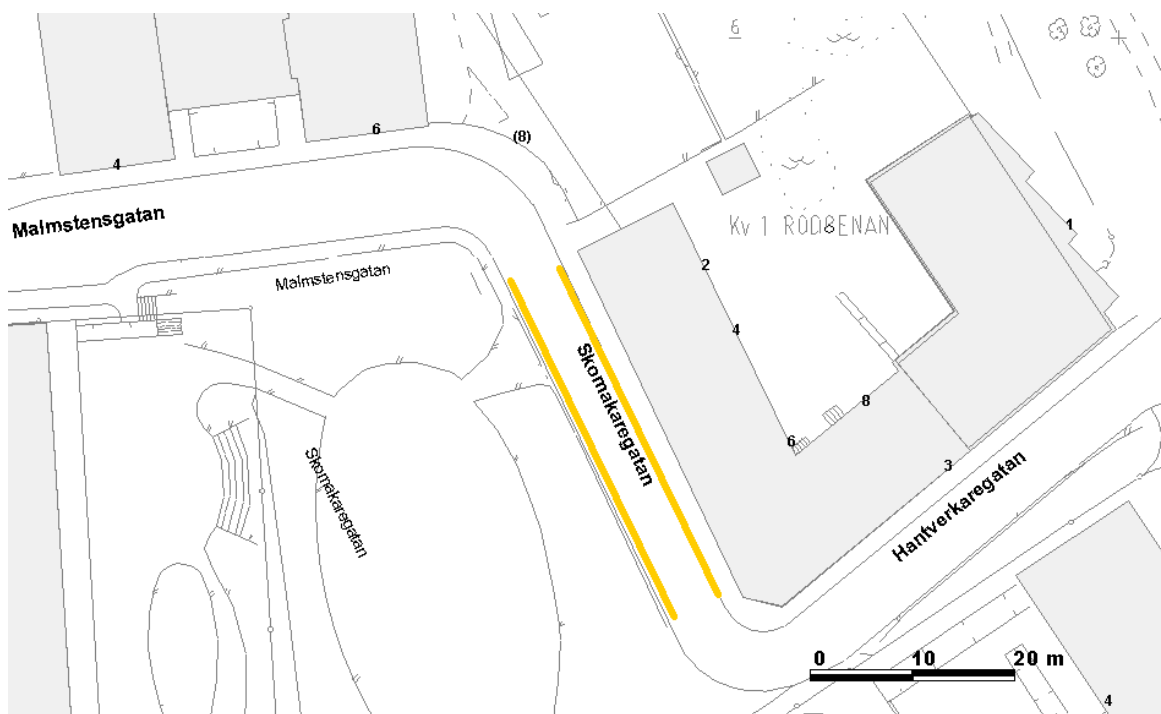 6
6
(8)
4
Malmstensgatan
Kv 1 RÖDBENAN
1
2
Malmstensgatan
4
Skomakaregatan
8
6
3
Skomakaregatan
Hantverkaregatan
0 10 20 m
4